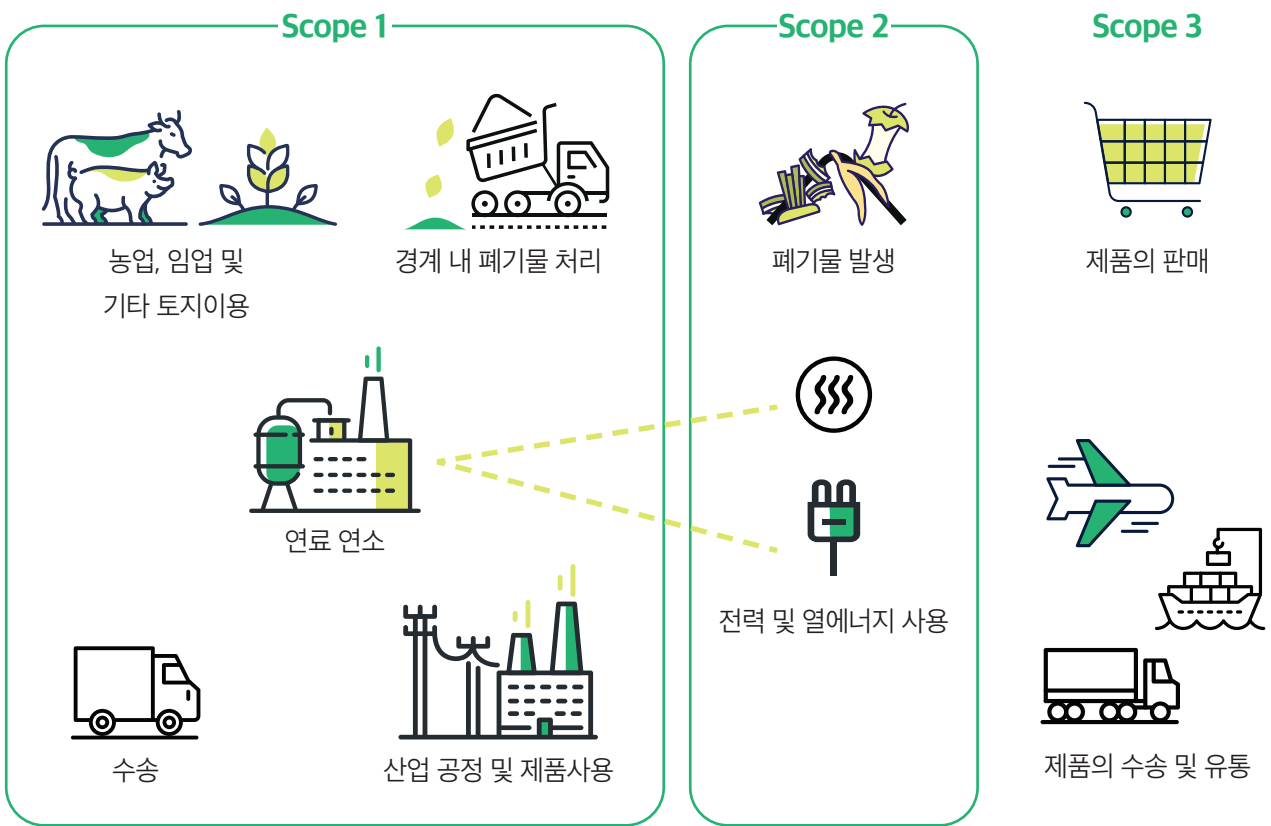 Scope 1
농업, 임업 및
기타 토지이용
경계 내 폐기물 처리
연료 연소
수송
산업 공정 및 제품사용
Scope 2
폐기물 발생
전력 및 열에너지 사용
Scope 3
제품의 판매
제품의 수송 및 유통